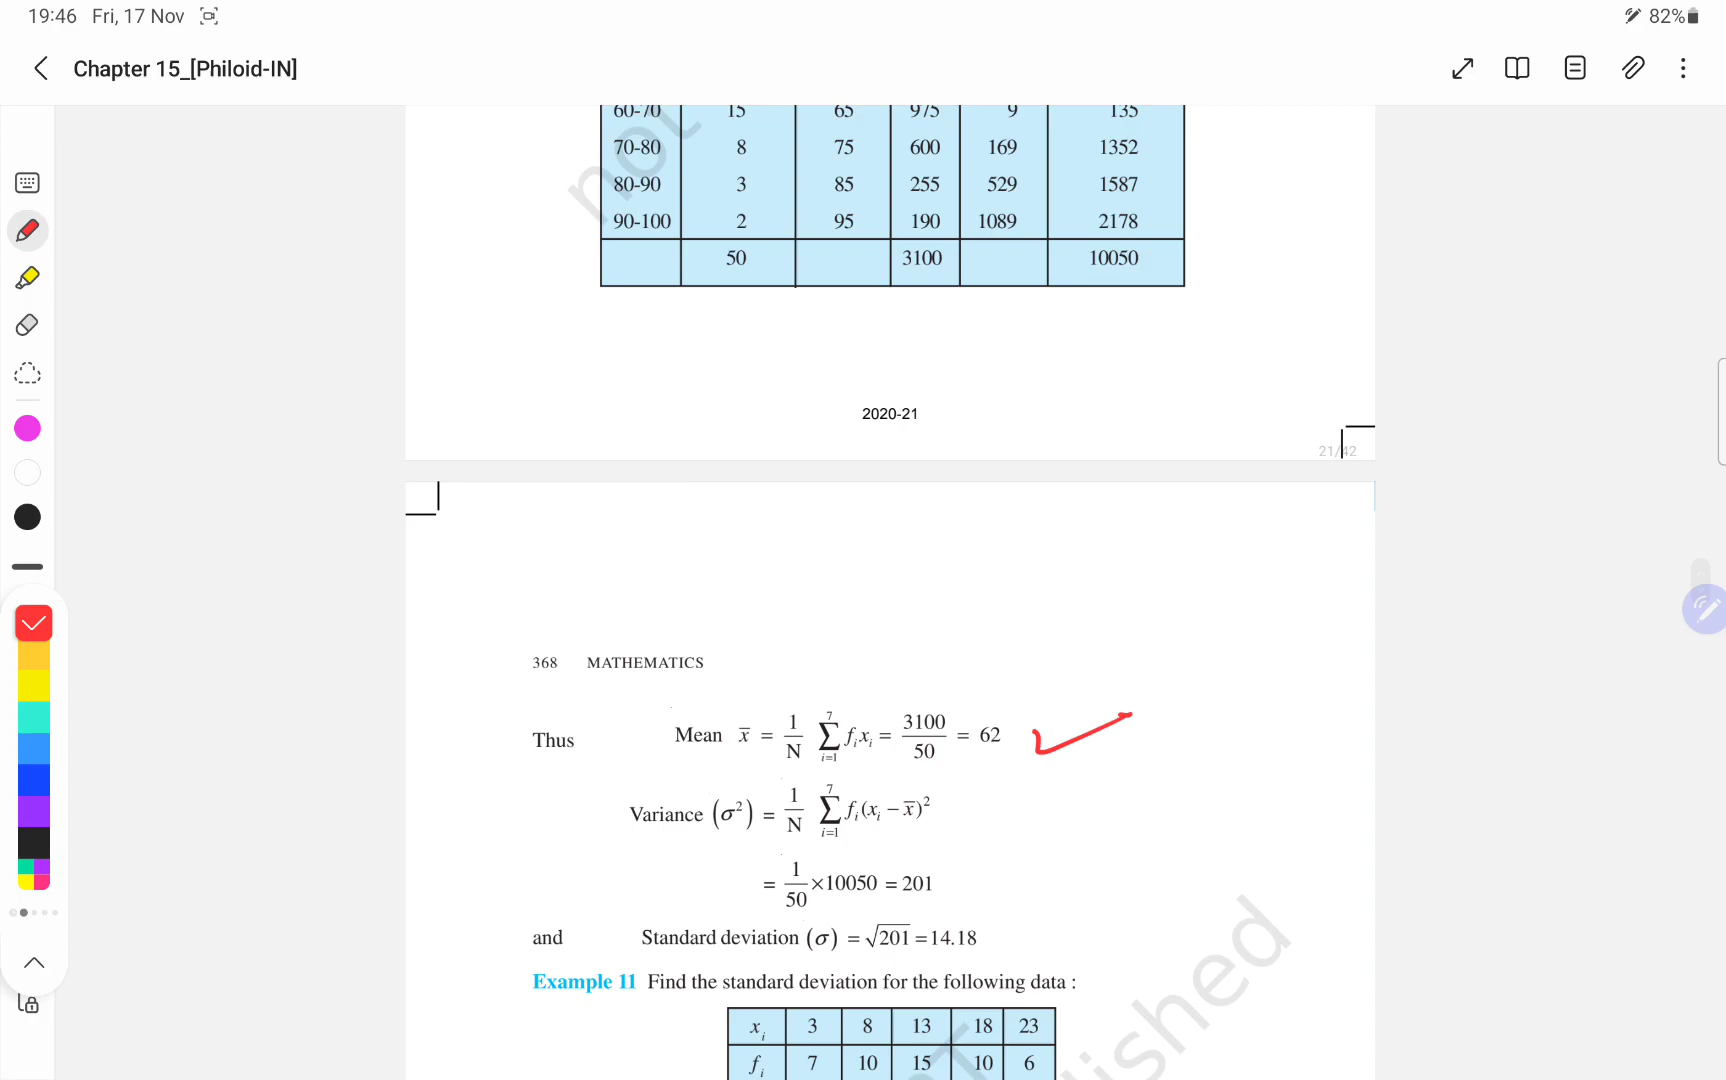 19:46 Fri, 17 Nov 82%
Chapter 15_[Philoid-IN]
60-70 15 65 975 9 135
70-80 8 75 600 169 1352
80-90 3 85 255 529 1587
90-100 2 95 190 1089 2178
50 3100 10050
not
2020-21
21/42
368 MATHEMATICS
Thus Mean x̄ = 1/N ∑_{i=1}^{7} f_i x_i = 3100/50 = 62
Variance (σ²) = 1/N ∑_{i=1}^{7} f_i (x_i − x̄)²
= 1/50 ×10050 = 201
and Standard deviation (σ) = √201 = 14.18
Example 11 Find the standard deviation for the following data :
x_i 3 8 13 18 23
f_i 7 10 15 10 6